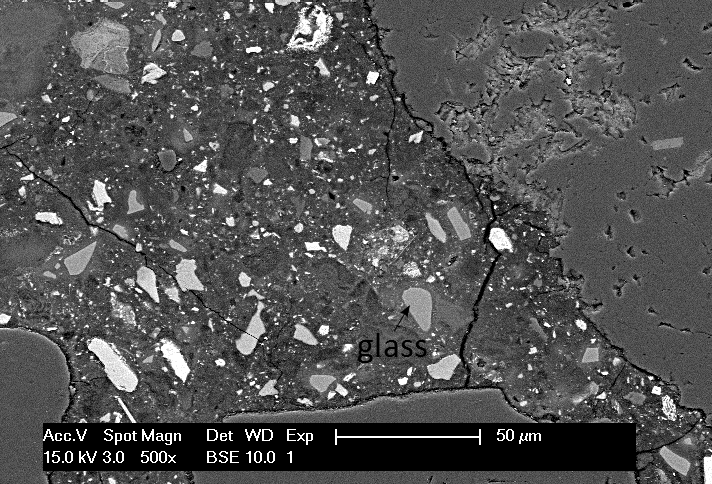 glass
Acc.V Spot Magn Det WD Exp 50 µm
15.0 kV 3.0 500x BSE 10.0 1